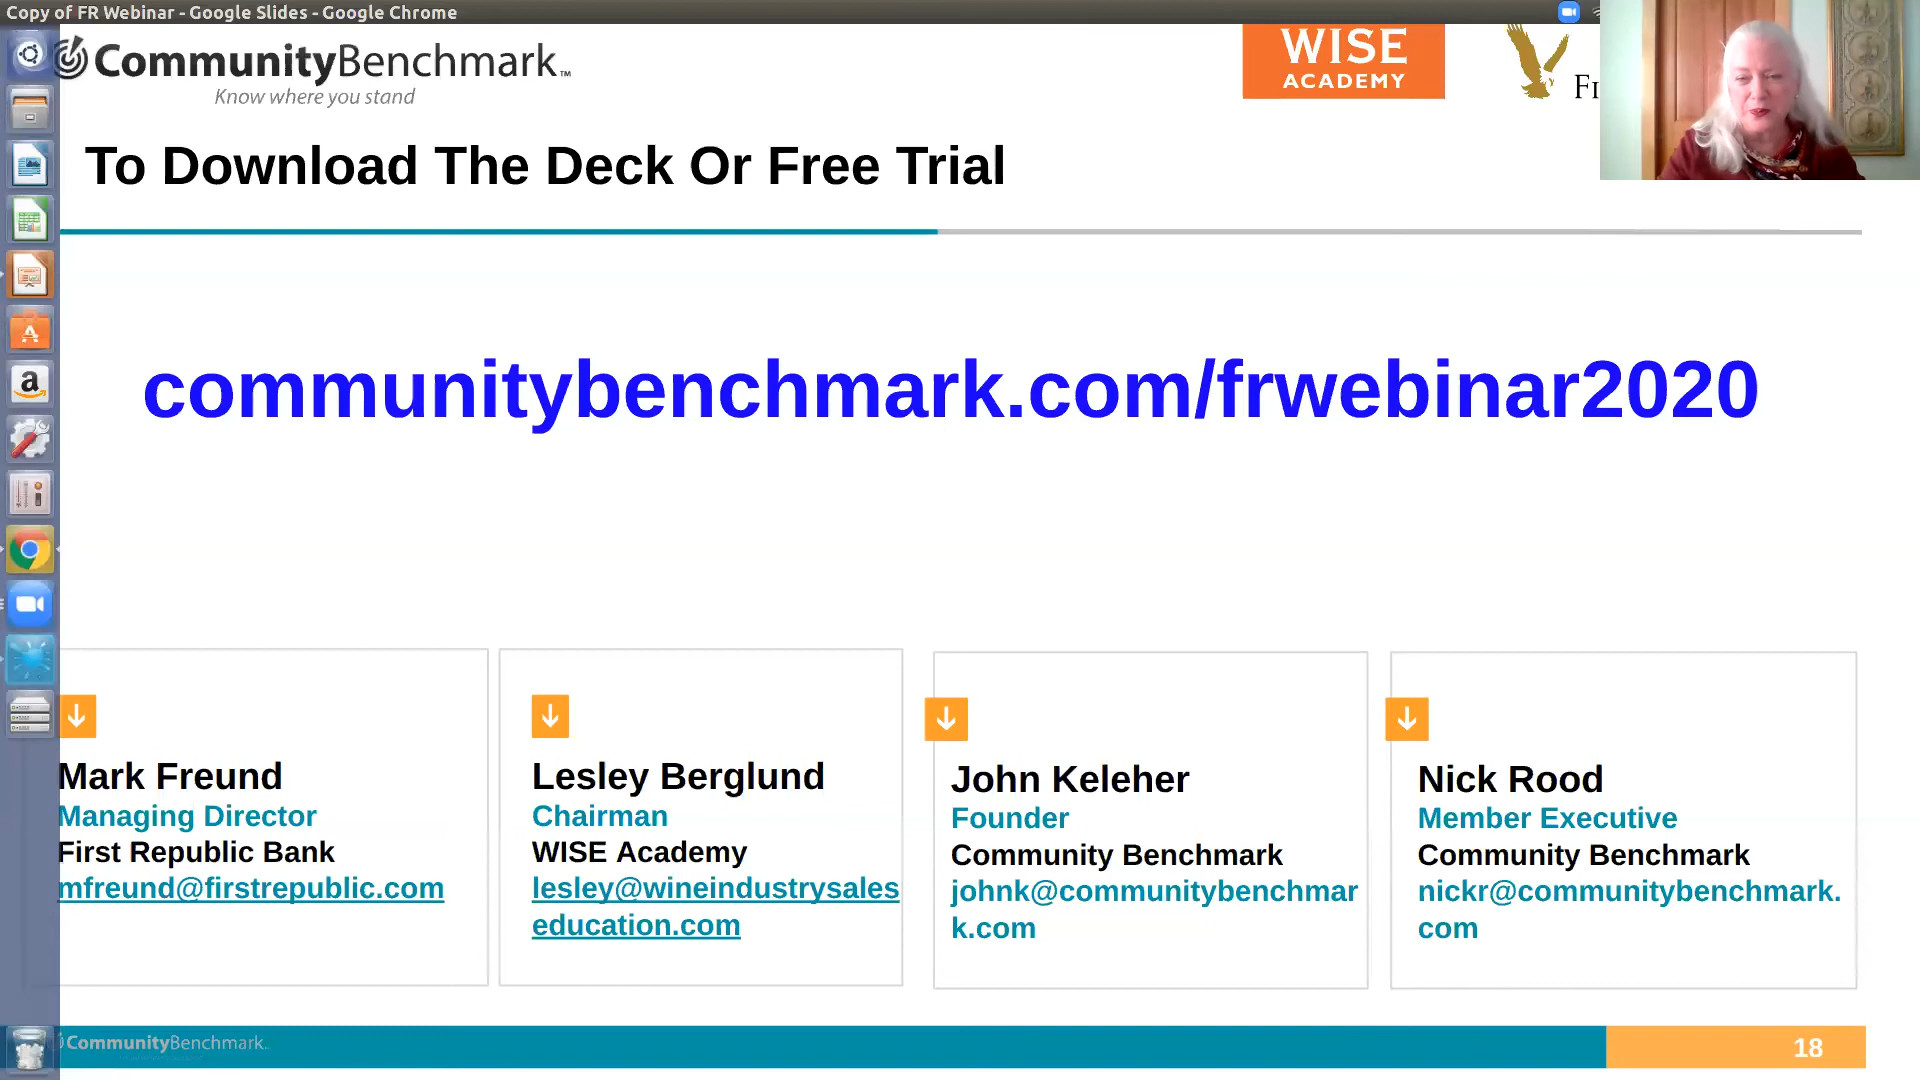 Copy of FR Webinar - Google Slides - Google Chrome
CommunityBenchmark™
Know where you stand
WISE
ACADEMY
To Download The Deck Or Free Trial
communitybenchmark.com/frwebinar2020
Mark Freund
Managing Director
First Republic Bank
mfreund@firstrepublic.com
Lesley Berglund
Chairman
WISE Academy
lesley@wineindustrysales
education.com
John Keleher
Founder
Community Benchmark
johnk@communitybenchmar
k.com
Nick Rood
Member Executive
Community Benchmark
nickr@communitybenchmark.
com
CommunityBenchmark
18